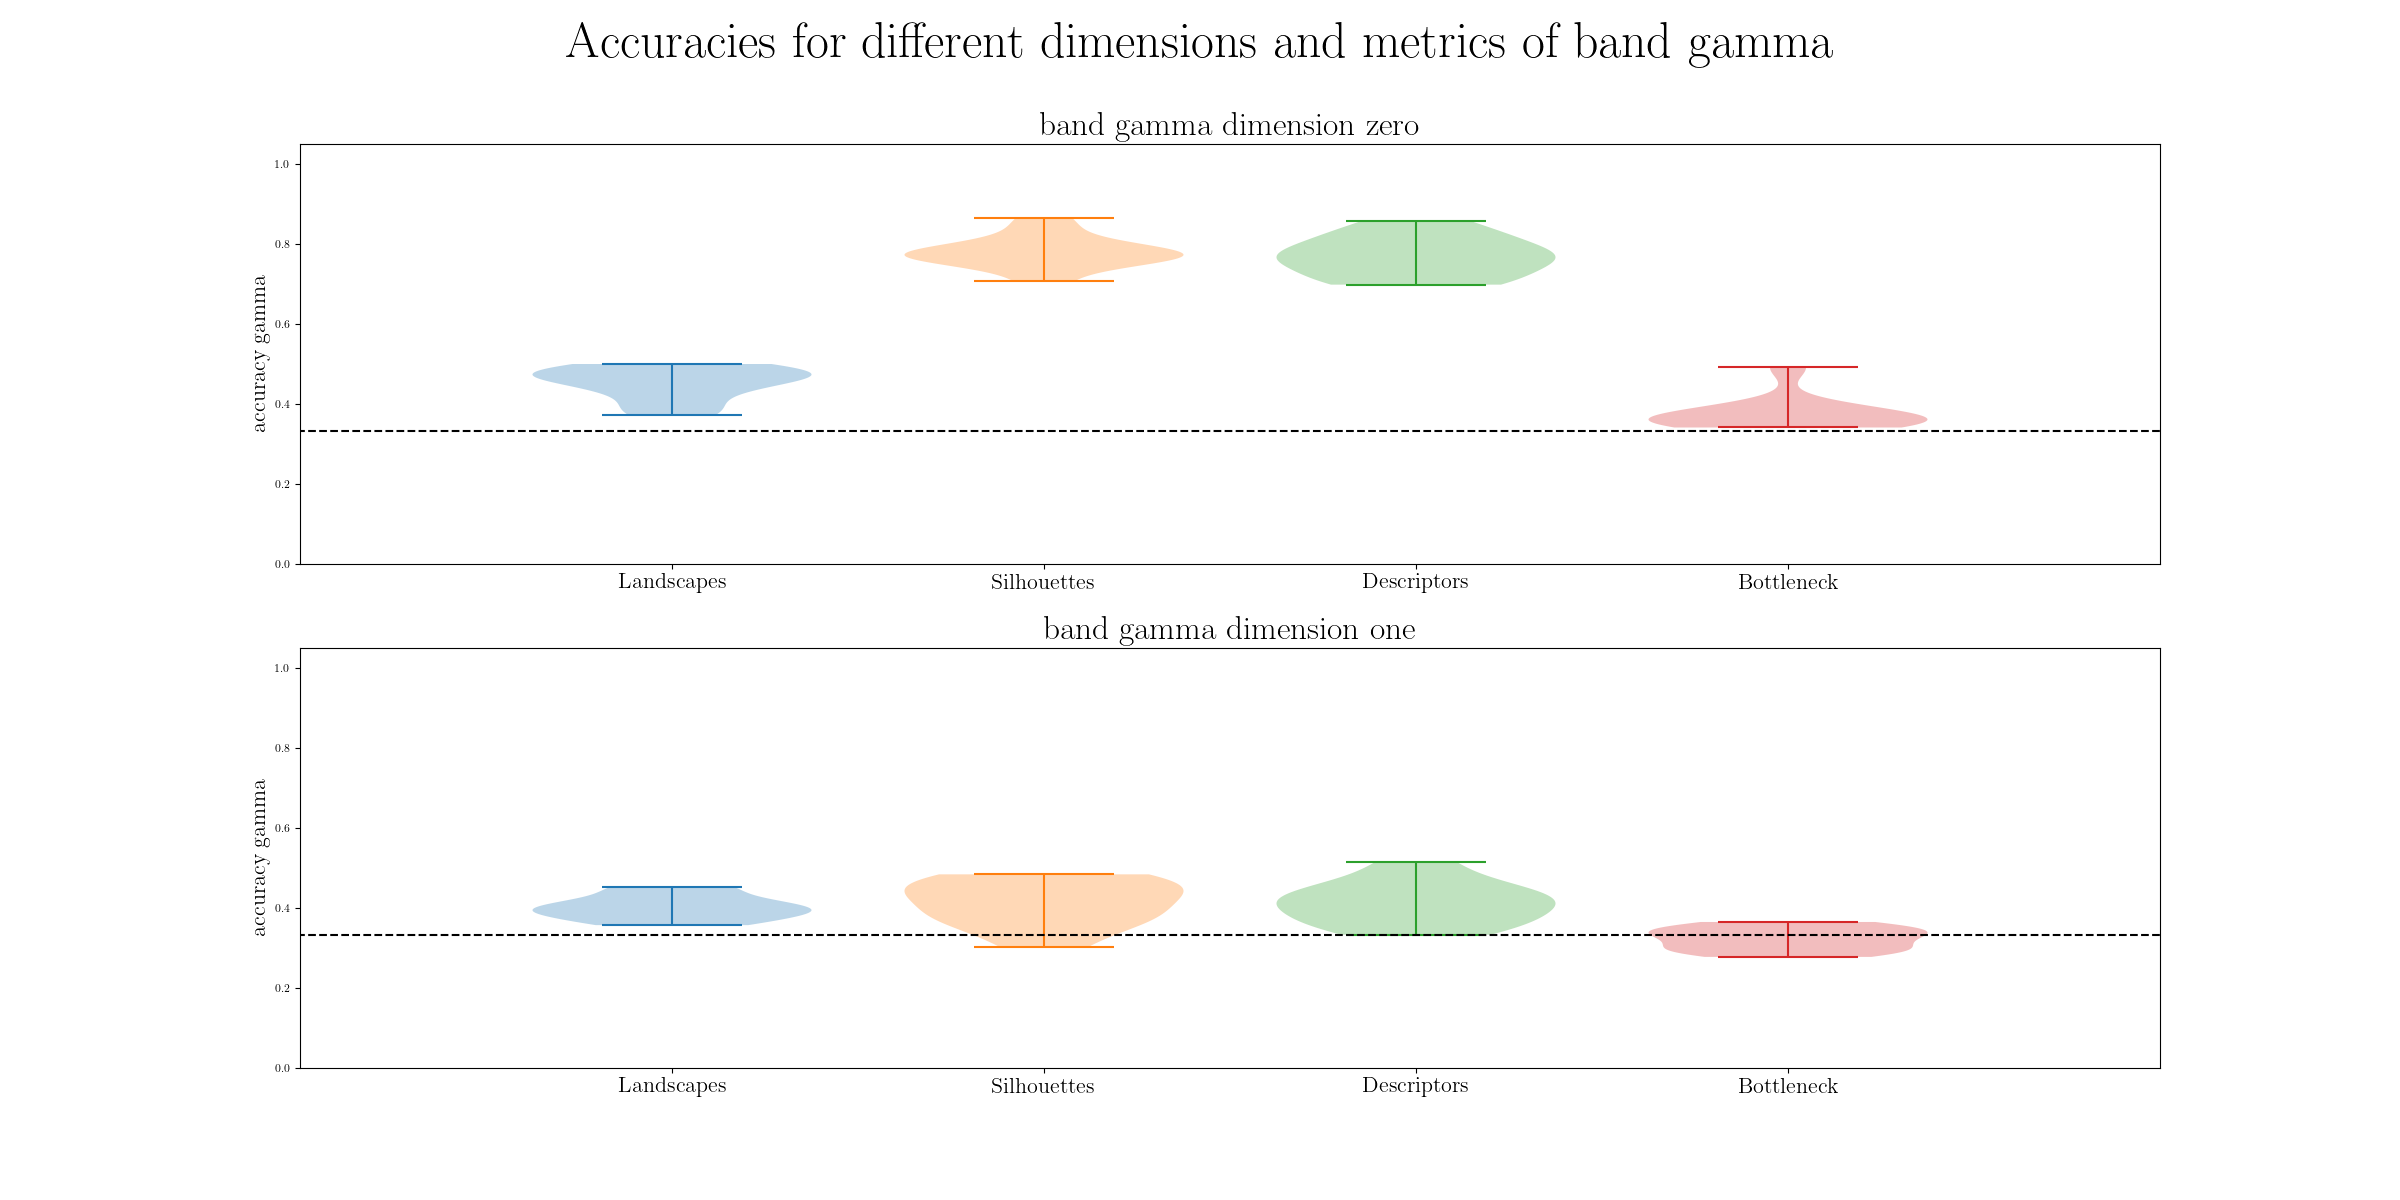 Accuracies for different dimensions and metrics of band gamma
band gamma dimension zero
accuracy gamma
1.0
0.8
0.6
0.4
0.2
0.0
Landscapes Silhouettes Descriptors Bottleneck
band gamma dimension one
accuracy gamma
1.0
0.8
0.6
0.4
0.2
0.0
Landscapes Silhouettes Descriptors Bottleneck